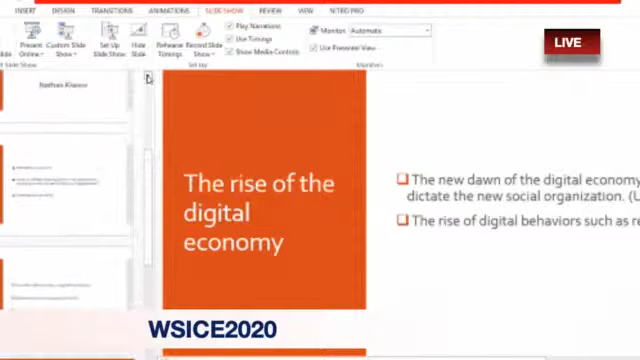 INSERT DESIGN TRANSITIONS ANIMATIONS SLIDE SHOW REVIEW VIEW NITRO PRO
Present Online
Custom Slide Show
Set Up Slide Show
Hide Slide
Rehearse Timings
Record Slide Show
Play Narrations
Use Timings
Show Media Controls
Monitor: Automatic
Use Presenter View
Slide Show
Set Up
Monitors
LIVE
The rise of the
digital
economy
The new dawn of the digital economy
dictate the new social organization. (U
The rise of digital behaviors such as re
WSICE2020